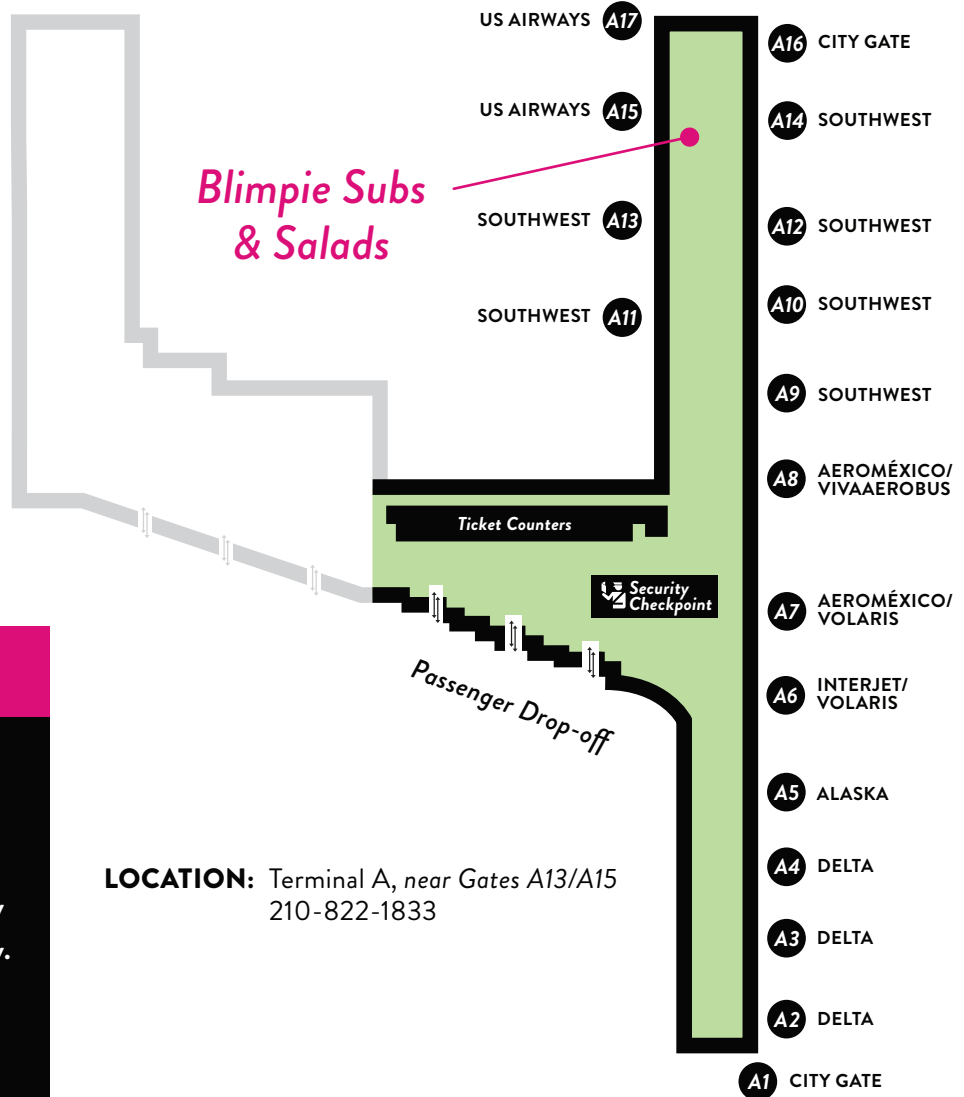 US AIRWAYS A17
A16 CITY GATE
US AIRWAYS A15
A14 SOUTHWEST
Blimpie Subs
& Salads
SOUTHWEST A13
A12 SOUTHWEST
SOUTHWEST A11
A10 SOUTHWEST
A9 SOUTHWEST
A8 AEROMÉXICO/
VIVAAEROBUS
Ticket Counters
Security
Checkpoint
A7 AEROMÉXICO/
VOLARIS
Passenger Drop-off
A6 INTERJET/
VOLARIS
A5 ALASKA
LOCATION: Terminal A, near Gates A13/A15
210-822-1833
A4 DELTA
A3 DELTA
A2 DELTA
A1 CITY GATE